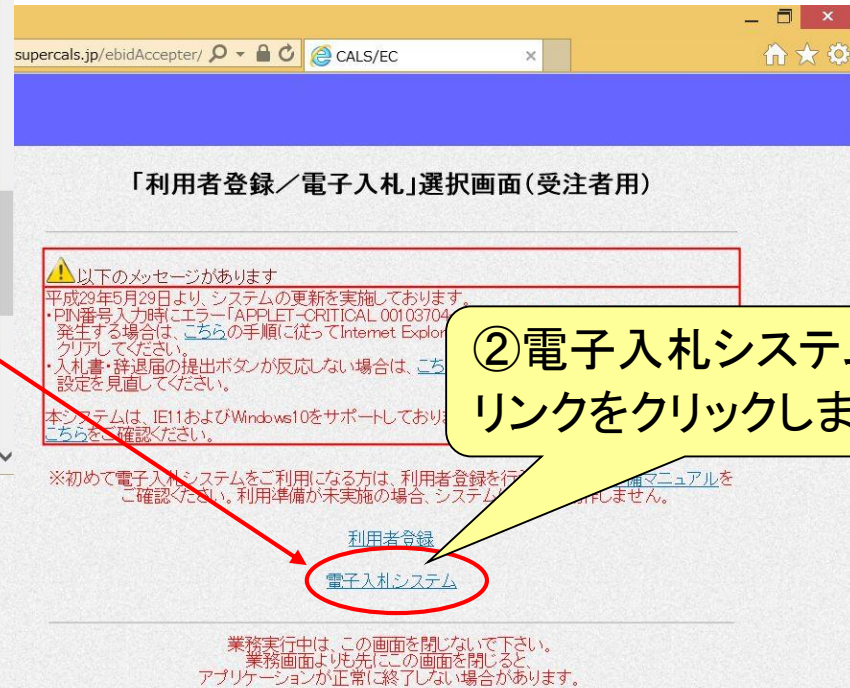 supercals.jp/ebidAccepter/
CALS/EC
「利用者登録／電子入札」選択画面(受注者用)
以下のメッセージがあります
平成29年5月29日より、システムの更新を実施しております。
・PIN番号入力時にエラー「APPLET-CRITICAL 00103704
発生する場合は、こちらの手順に従ってInternet Explor
クリアしてください。
・入札書・辞退届の提出ボタンが反応しない場合は、こち
設定を見直してください。
本システムは、IE11およびWindows10をサポートしており
こちらをご確認ください。
②電子入札システム
リンクをクリックしま
※初めて電子入札システムをご利用になる方は、利用者登録を行 備マニュアルを
ご確認ください。利用準備が未実施の場合、システム 作しません。
利用者登録
電子入札システム
業務実行中は、この画面を閉じないで下さい。
業務画面よりも先にこの画面を閉じると、
アプリケーションが正常に終了しない場合があります。